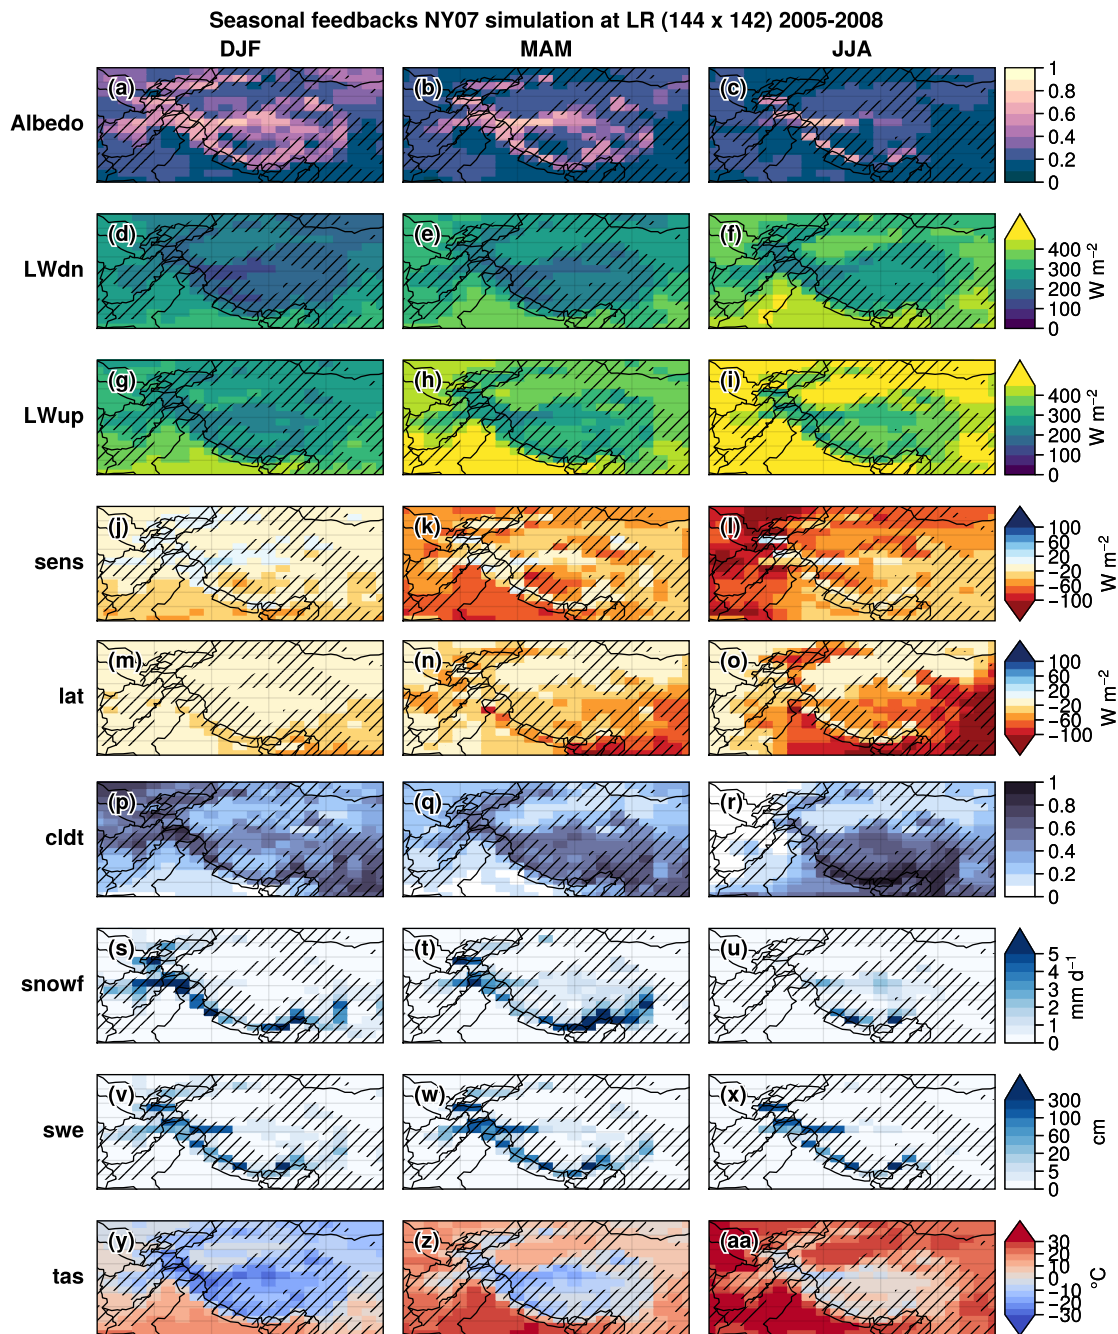 Seasonal feedbacks NY07 simulation at LR (144 x 142) 2005-2008
DJF MAM JJA
Albedo (a) (b) (c) 1 0.8 0.6 0.4 0.2 0
LWdn (d) (e) (f) 400 300 200 100 0 W m⁻²
LWup (g) (h) (i) 400 300 200 100 0 W m⁻²
sens (j) (k) (l) 100 60 20 −20 −60 −100 W m⁻²
lat (m) (n) (o) 100 60 20 −20 −60 −100 W m⁻²
cldt (p) (q) (r) 1 0.8 0.6 0.4 0.2 0
snowf (s) (t) (u) 5 4 3 2 1 0 mm d⁻¹
swe (v) (w) (x) 300 100 60 20 5 0 cm
tas (y) (z) (aa) 30 20 10 0 −10 −20 −30 °C